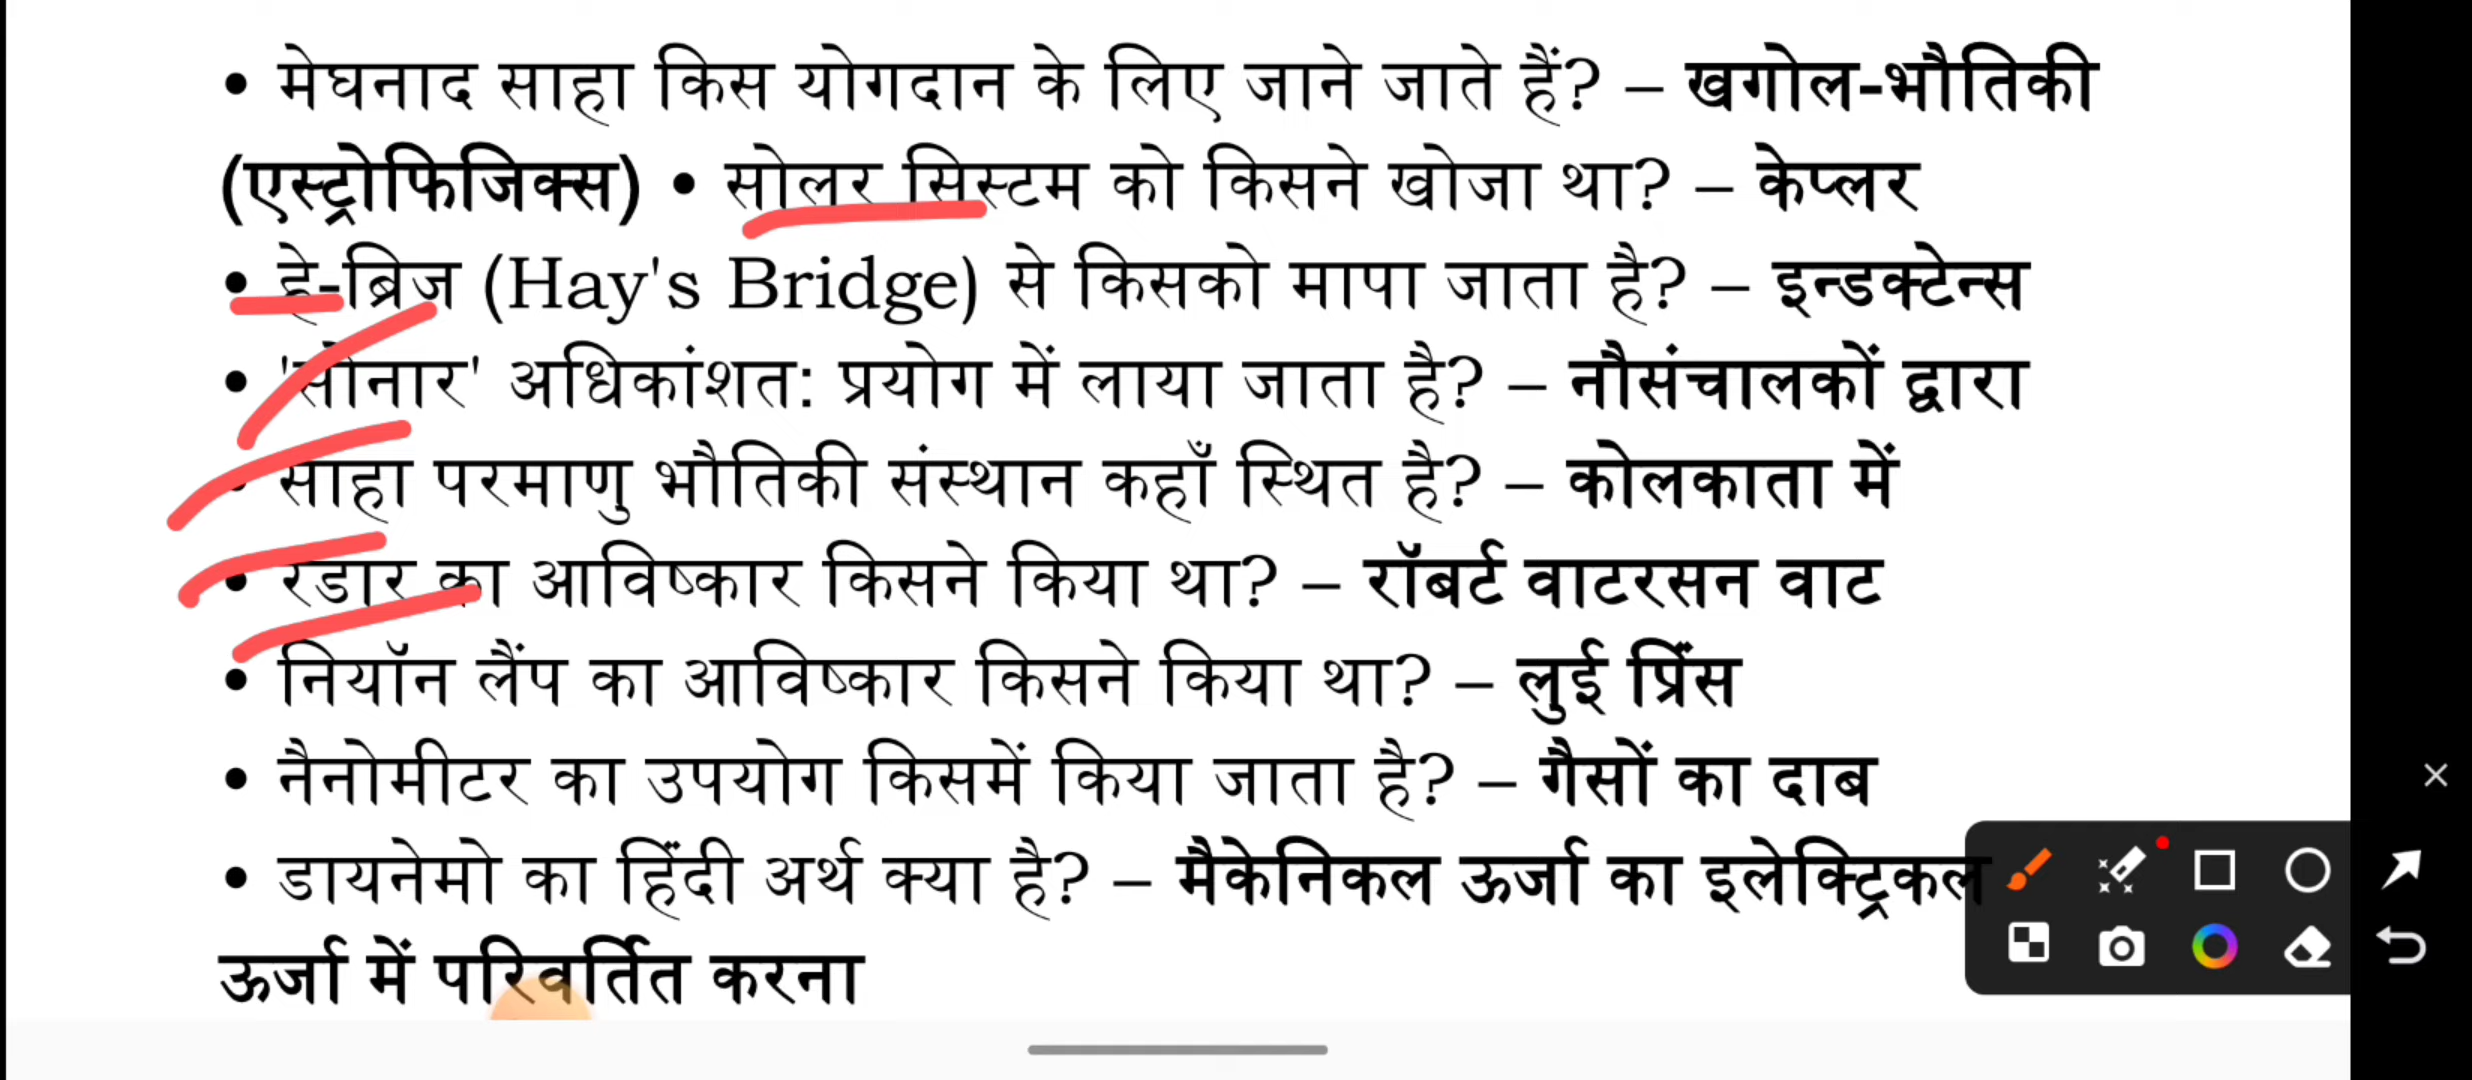 • मेघनाद साहा किस योगदान के लिए जाने जाते हैं? – खगोल-भौतिकी
(एस्ट्रोफिजिक्स) • सोलर सिस्टम को किसने खोजा था? – केप्लर
• हे-ब्रिज (Hay's Bridge) से किसको मापा जाता है? – इन्डक्टेन्स
• 'सोनार' अधिकांशत: प्रयोग में लाया जाता है? – नौसंचालकों द्वारा
• साहा परमाणु भौतिकी संस्थान कहाँ स्थित है? – कोलकाता में
• रडार का आविष्कार किसने किया था? – रॉबर्ट वाटरसन वाट
• नियॉन लैंप का आविष्कार किसने किया था? – लुई प्रिंस
• नैनोमीटर का उपयोग किसमें किया जाता है? – गैसों का दाब
• डायनेमो का हिंदी अर्थ क्या है? – मैकेनिकल ऊर्जा का इलेक्ट्रिकल
ऊर्जा में परिवर्तित करना